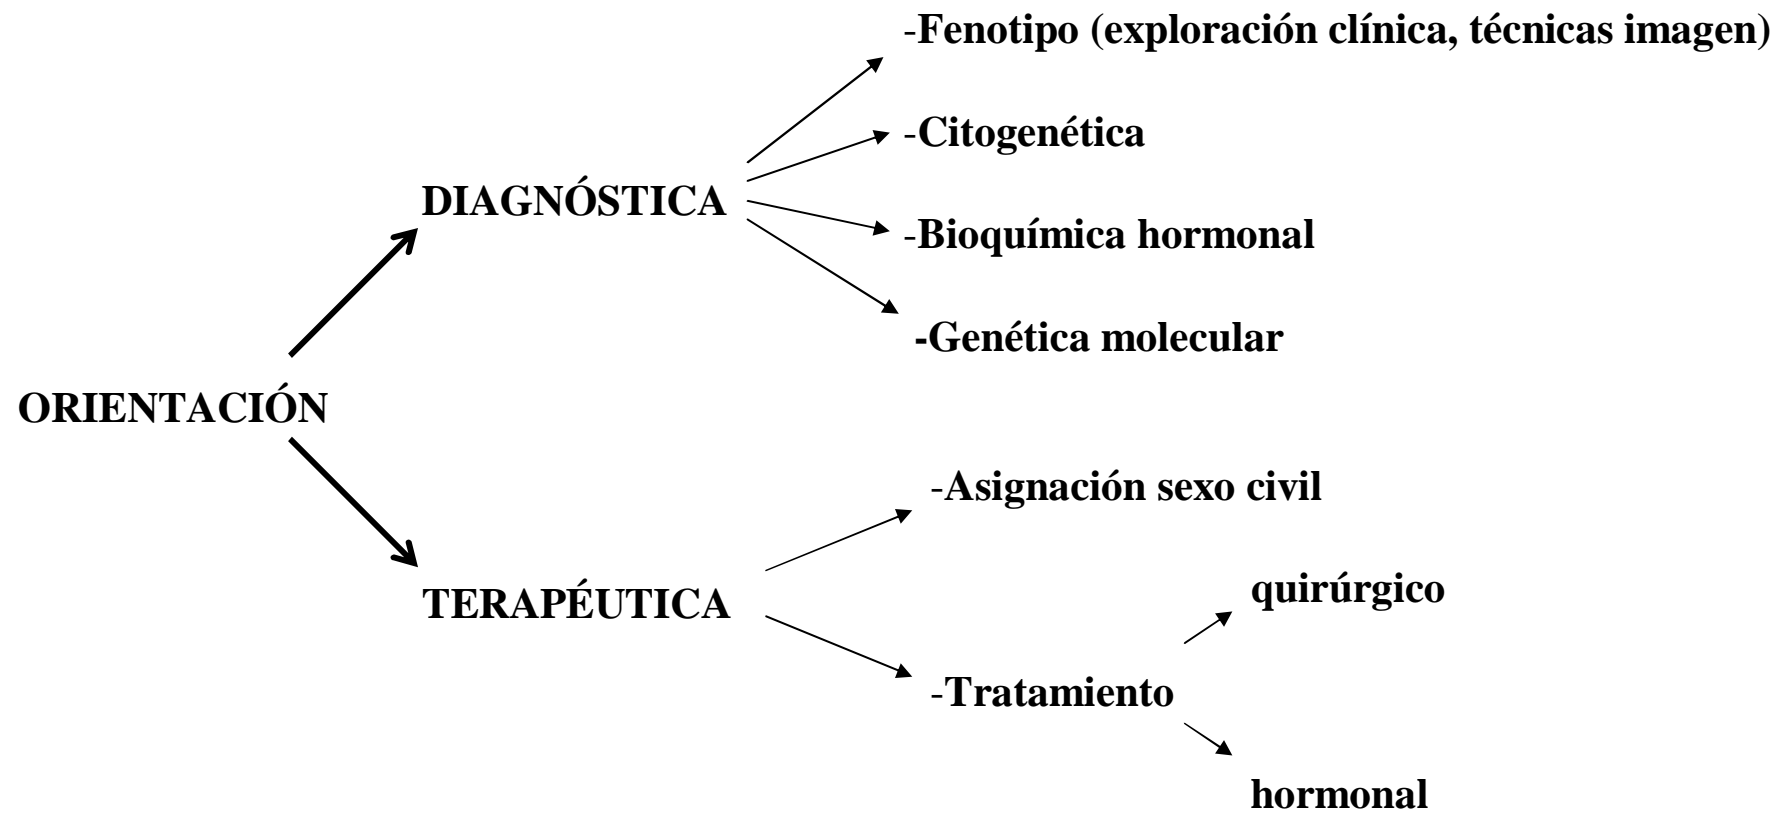 -Fenotipo (exploración clínica, técnicas imagen)
-Citogenética
DIAGNÓSTICA
-Bioquímica hormonal
-Genética molecular
ORIENTACIÓN
-Asignación sexo civil
quirúrgico
TERAPÉUTICA
-Tratamiento
hormonal